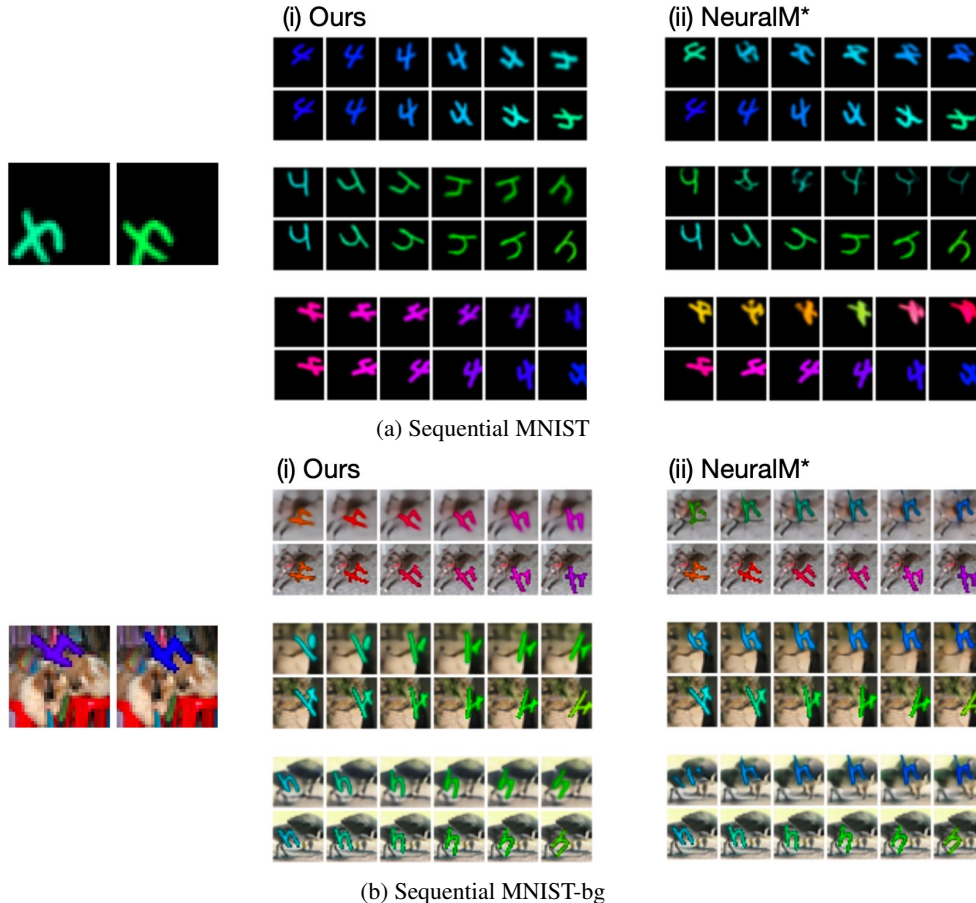 (i) Ours
(ii) NeuralM*
(a) Sequential MNIST
(i) Ours
(ii) NeuralM*
(b) Sequential MNIST-bg